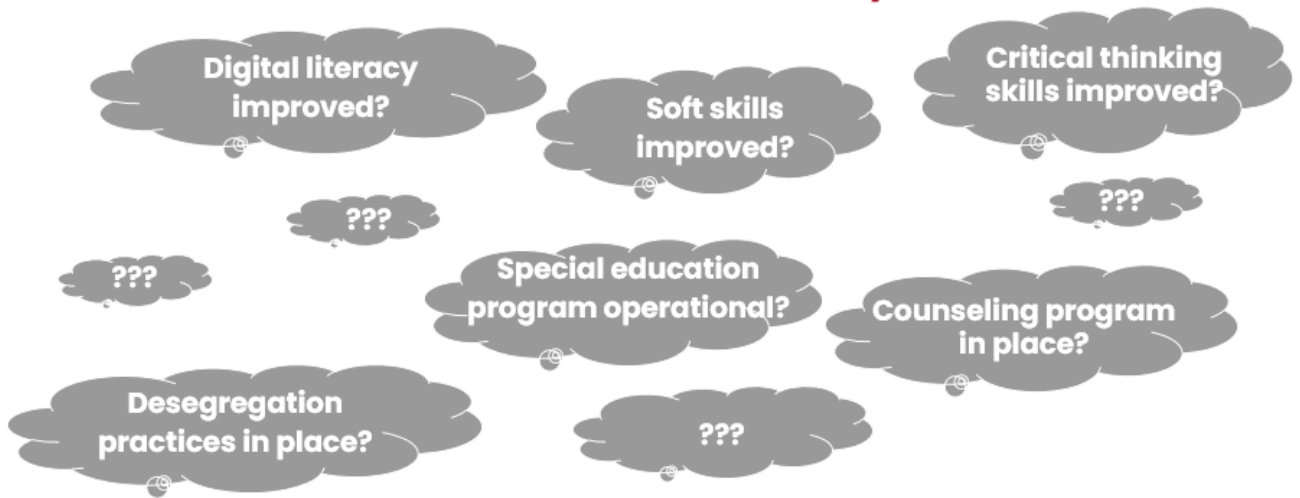 Digital literacy
improved?
Soft skills
improved?
Critical thinking
skills improved?
???
???
???
Special education
program operational?
Counseling program
in place?
Desegregation
practices in place?
???